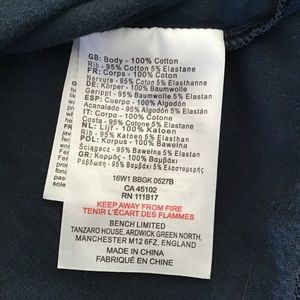 GB: Body - 100% Cotton
Rib - 95% Cotton 5% Elastane
FR: Corps - 100% Coton
Nervure - 95% Coton 5% Elasthanne
DE: Körper - 100% Baumwolle
Gerippt - 95% Baumwolle 5% Elastan
ESP: Cuerpo - 100% Algodón
Acanalado - 95% Algodón 5% Elastán
IT: Corpo - 100% Cotone
Costa - 95% Cotone 5% Elastan
NL: Lijf - 100% Katoen
Rib - 95% Katoen 5% Elastaan
POL: Korpus - 100% Bawełna
Ściągacz - 95% Bawełna 5% Elastan
GR: Κορμός - 100% Βαμβάκι
Ράβδωση - 95% Βαμβάκι 5% Ελαστομερής
16W1 BBGK 0527B
CA 45102
RN 111817
KEEP AWAY FROM FIRE
TENIR L'ÉCART DES FLAMMES
BENCH LIMITED
TANZARO HOUSE, ARDWICK GREEN NORTH,
MANCHESTER M12 6FZ, ENGLAND
MADE IN CHINA
FABRIQUÉ EN CHINE